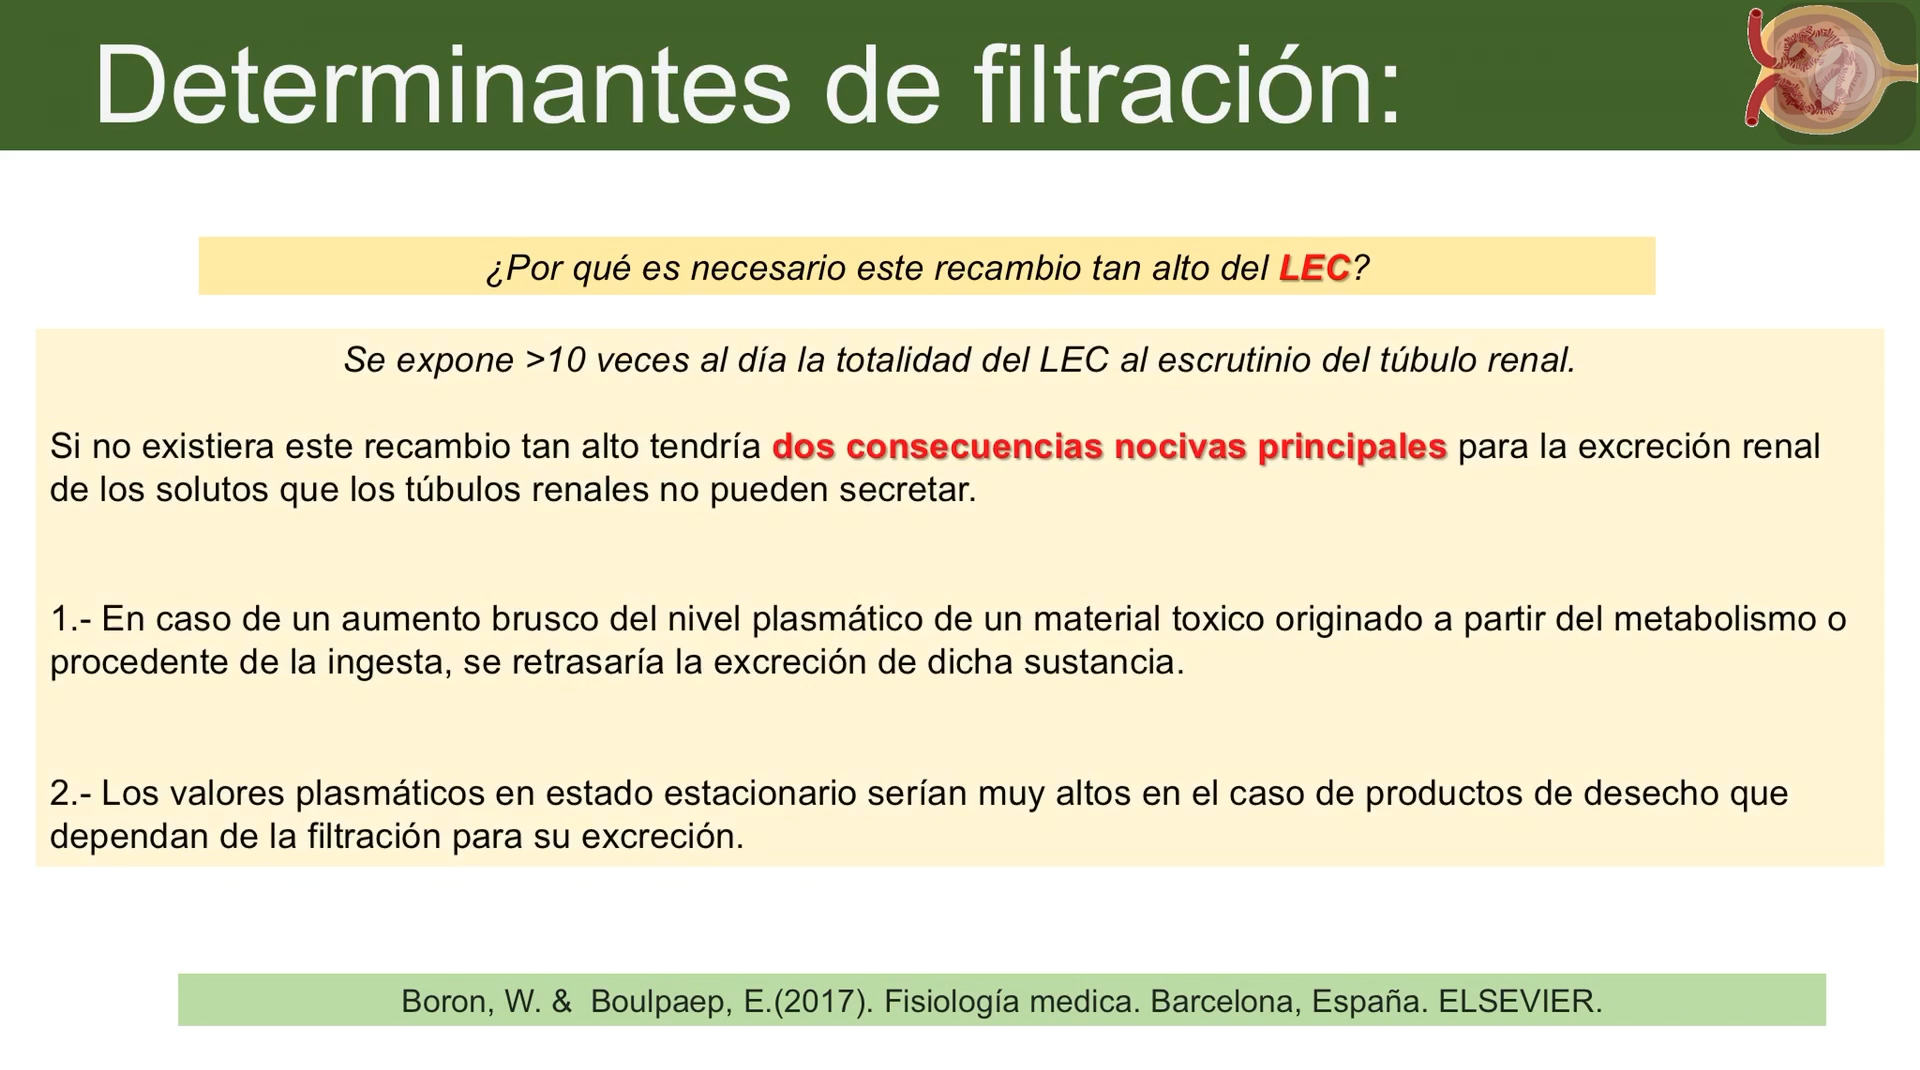 Determinantes de filtración:
¿Por qué es necesario este recambio tan alto del LEC?
Se expone >10 veces al día la totalidad del LEC al escrutinio del túbulo renal.
Si no existiera este recambio tan alto tendría dos consecuencias nocivas principales para la excreción renal
de los solutos que los túbulos renales no pueden secretar.
1.- En caso de un aumento brusco del nivel plasmático de un material toxico originado a partir del metabolismo o
procedente de la ingesta, se retrasaría la excreción de dicha sustancia.
2.- Los valores plasmáticos en estado estacionario serían muy altos en el caso de productos de desecho que
dependan de la filtración para su excreción.
Boron, W. & Boulpaep, E.(2017). Fisiología medica. Barcelona, España. ELSEVIER.